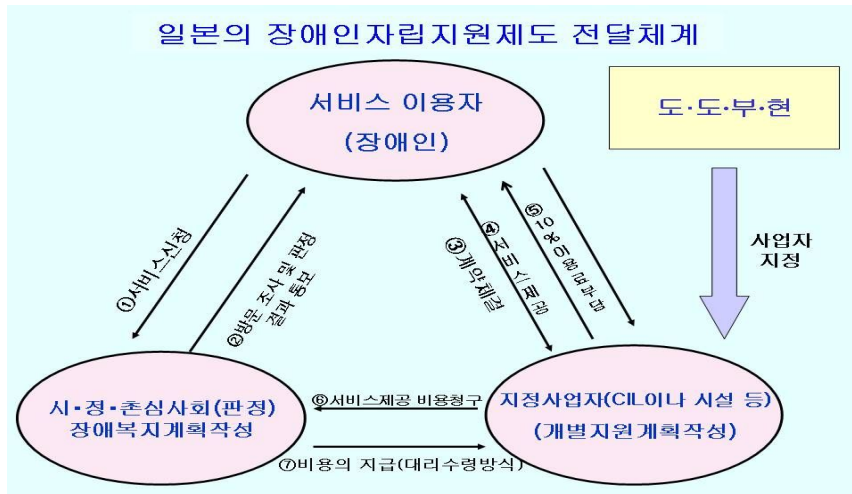 일본의 장애인자립지원제도 전달체계
서비스 이용자
(장애인)
도·도·부·현
사업자
지정
①서비스신청
②방문 조사 및 판정
결과 통보
③계약체결
④서비스제공
⑤10%이용료과금
시·정·촌심사회(판정)
장애복지계획작성
⑥서비스제공 비용청구
지정사업자(CIL이나 시설 등)
(개별지원계획작성)
⑦비용의 지급(대리수령방식)